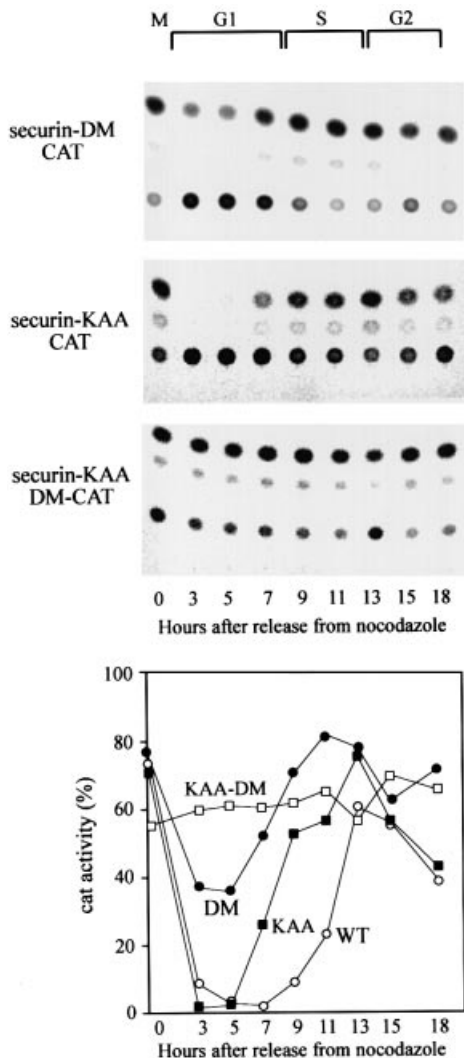 M G1 S G2
securin-DM
CAT
securin-KAA
CAT
securin-KAA
DM-CAT
0 3 5 7 9 11 13 15 18
Hours after release from nocodazole
100
80
60
40
20
0
cat activity (%)
KAA-DM
DM
KAA
WT
0 3 5 7 9 11 13 15 18
Hours after release from nocodazole